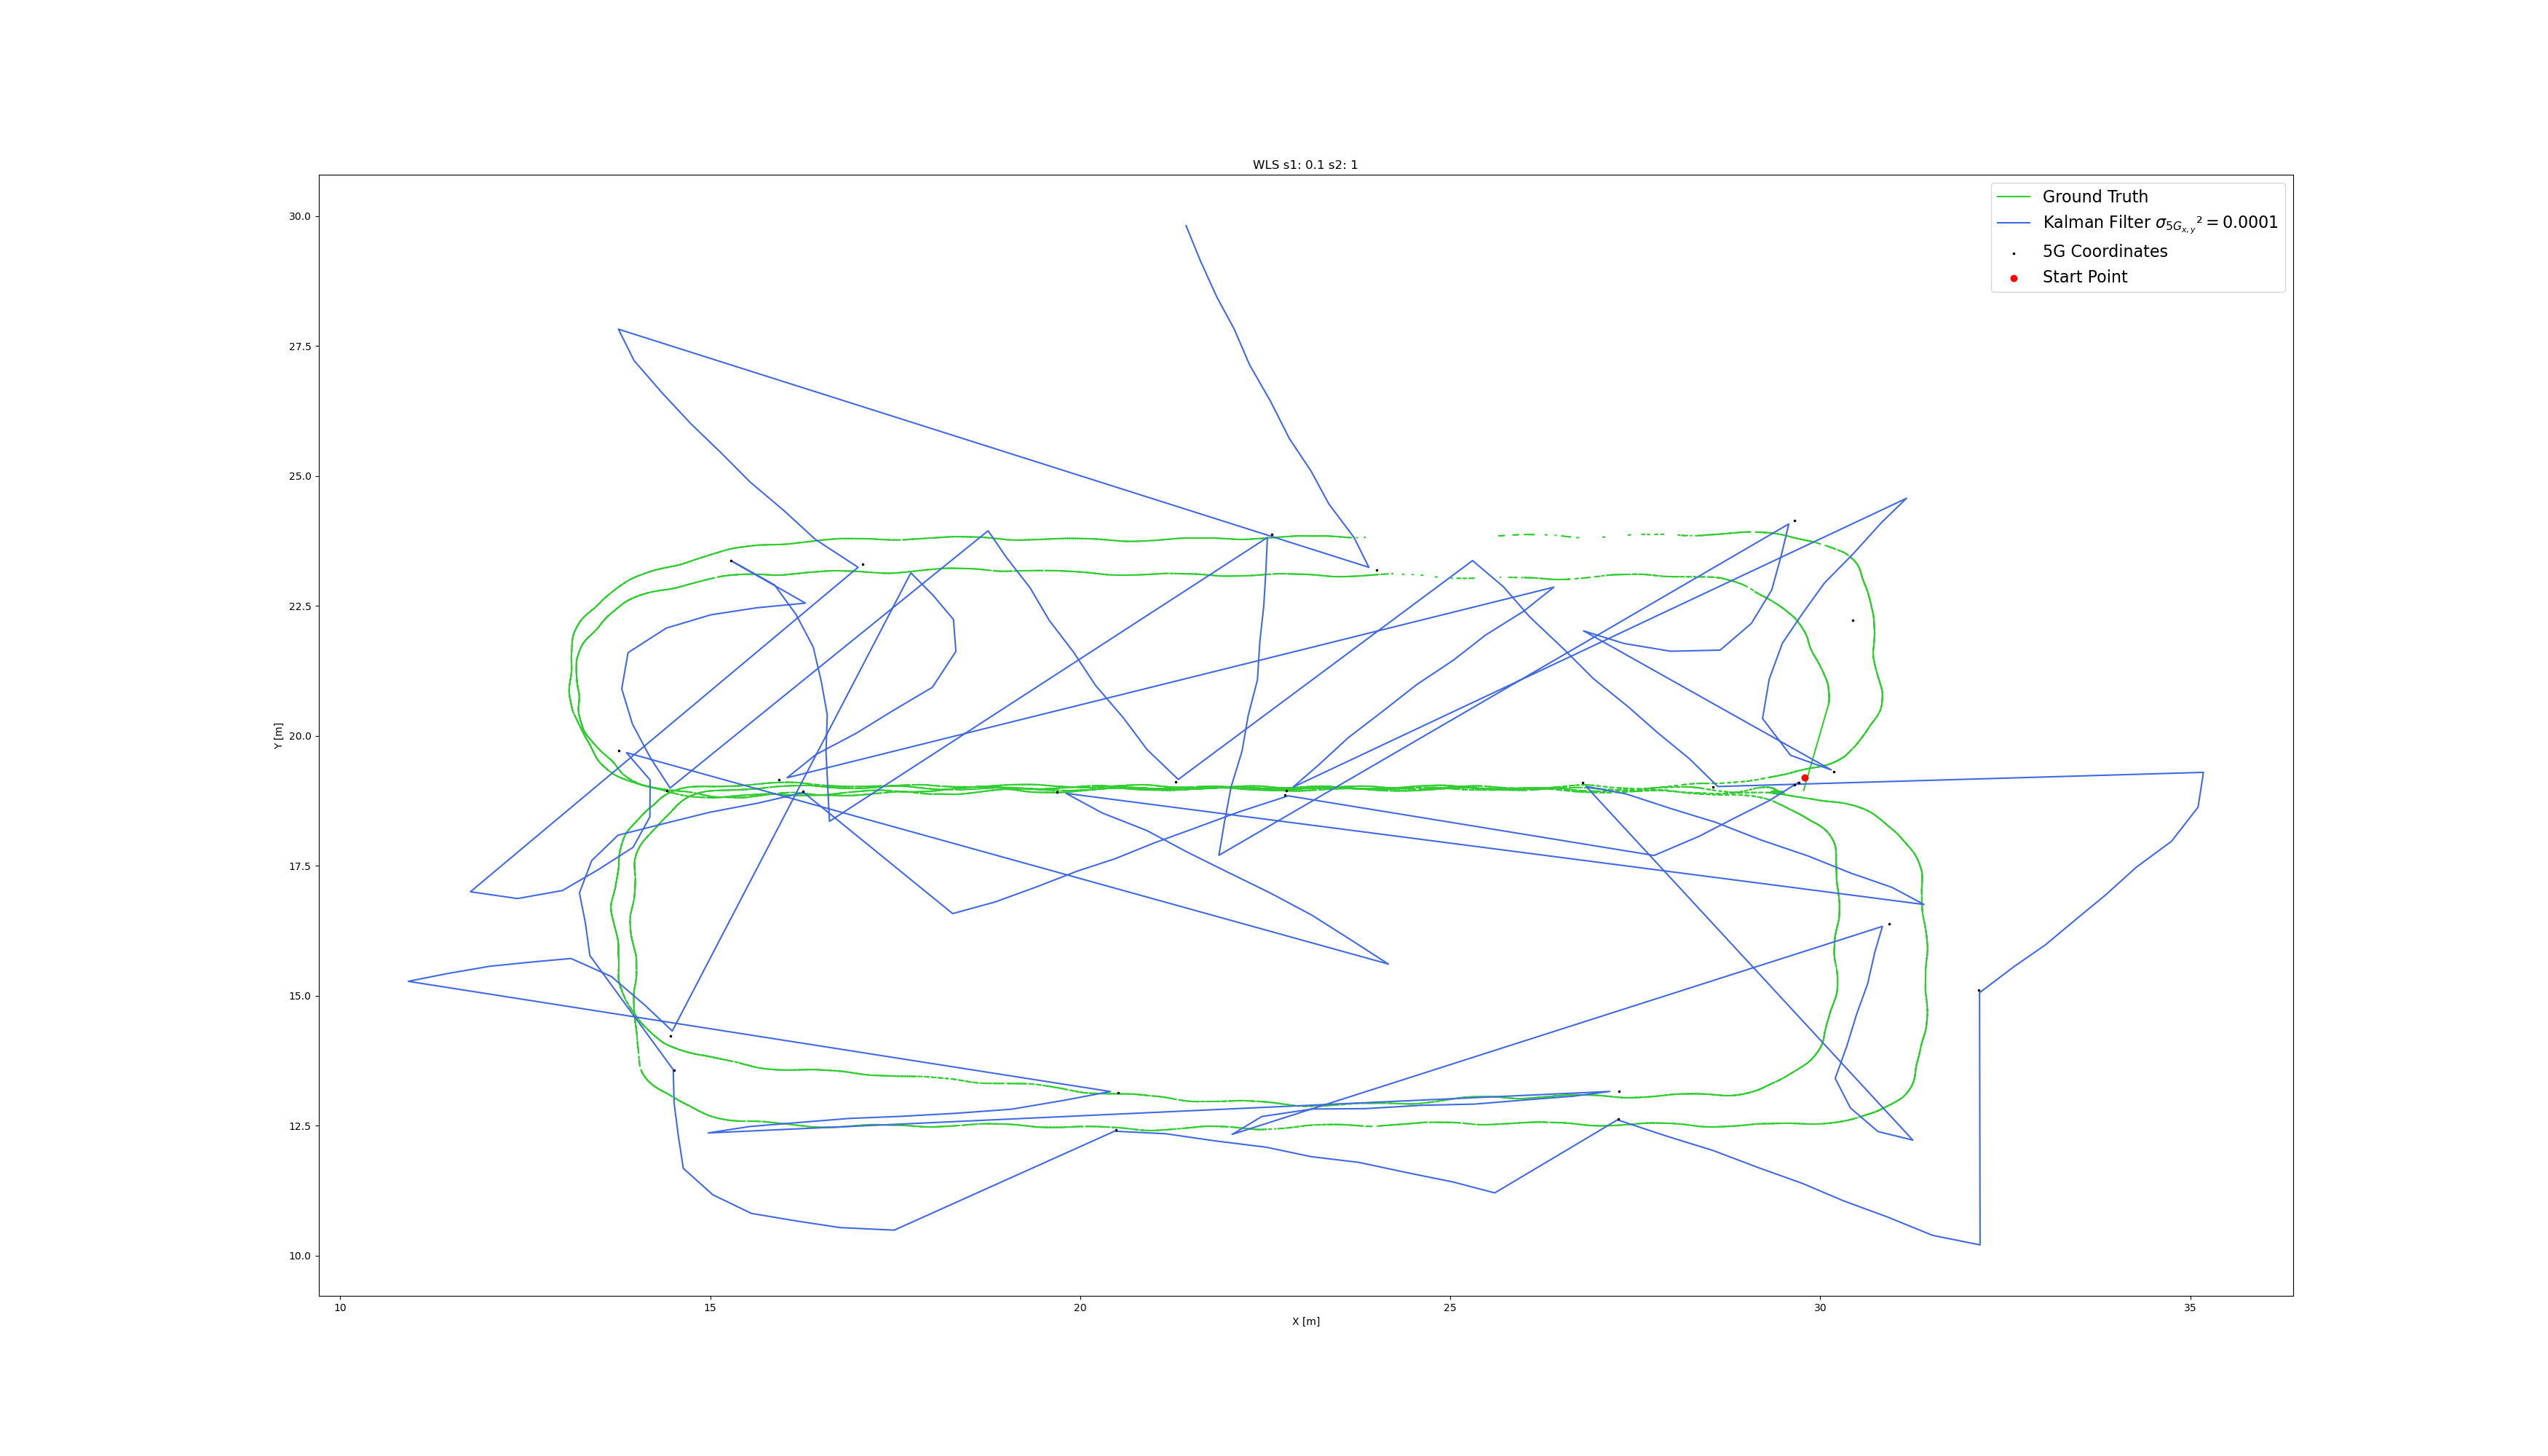 WLS s1: 0.1 s2: 1
Ground Truth
Kalman Filter σ5Gx,y² = 0.0001
5G Coordinates
Start Point
30.0
27.5
25.0
22.5
20.0
17.5
15.0
12.5
10.0
Y [m]
10 15 20 25 30 35
X [m]